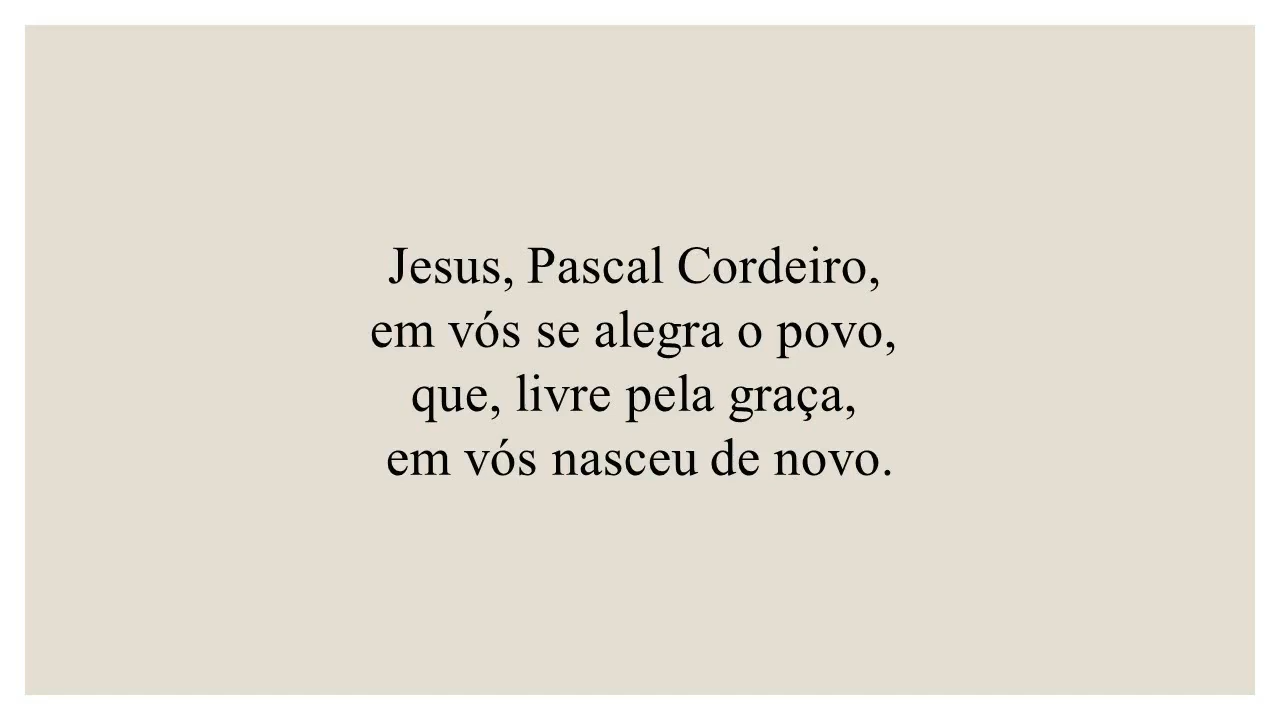 Jesus, Pascal Cordeiro,
em vós se alegra o povo,
que, livre pela graça,
em vós nasceu de novo.